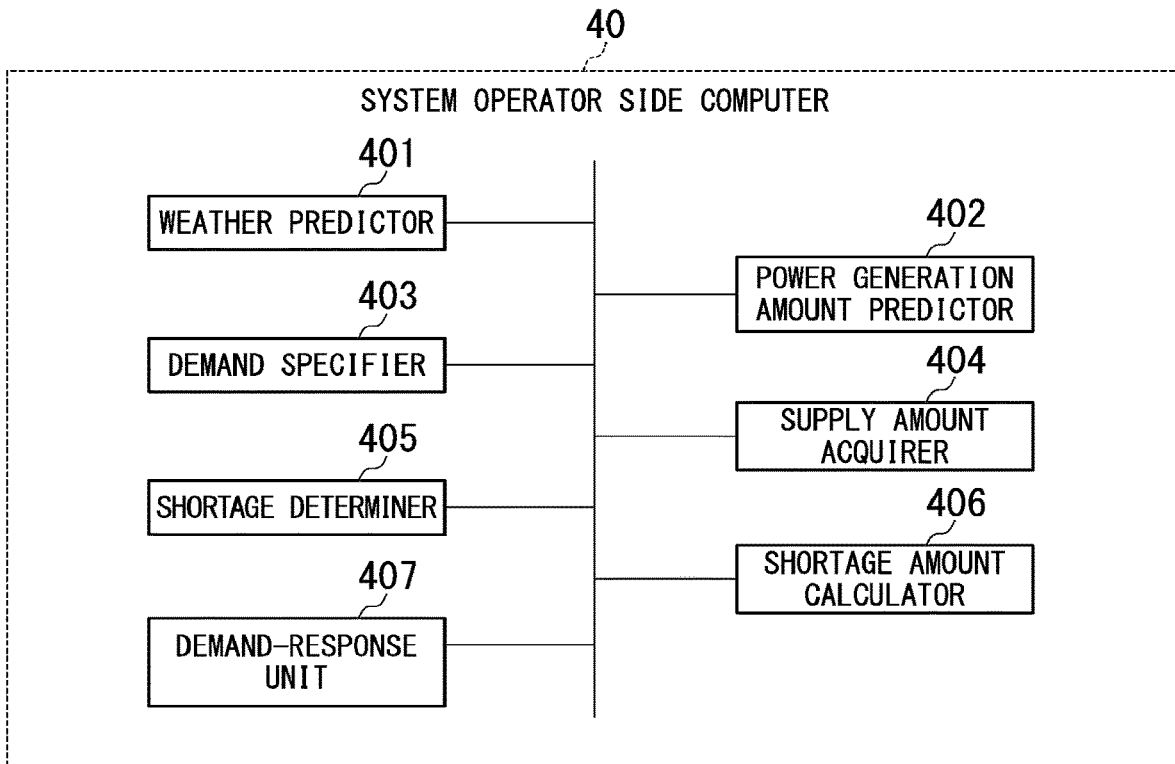 40
SYSTEM OPERATOR SIDE COMPUTER
401
WEATHER PREDICTOR
402
POWER GENERATION
AMOUNT PREDICTOR
403
DEMAND SPECIFIER
404
SUPPLY AMOUNT
ACQUIRER
405
SHORTAGE DETERMINER
406
SHORTAGE AMOUNT
CALCULATOR
407
DEMAND-RESPONSE
UNIT